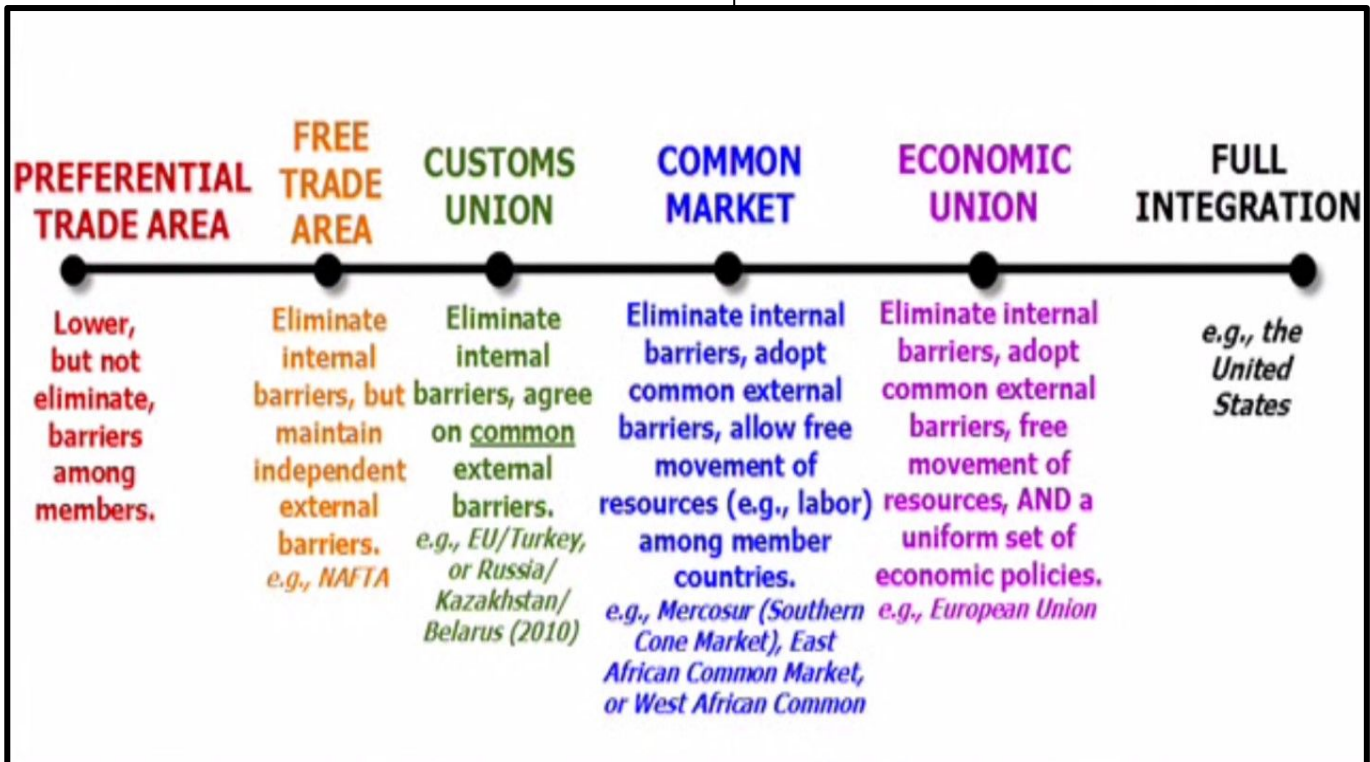 PREFERENTIAL
TRADE AREA
Lower,
but not
eliminate,
barriers
among
members.
FREE
TRADE
AREA
Eliminate
internal
barriers, but
maintain
independent
external
barriers.
e.g., NAFTA
CUSTOMS
UNION
Eliminate
internal
barriers, agree
on common
external
barriers.
e.g., EU/Turkey,
or Russia/
Kazakhstan/
Belarus (2010)
COMMON
MARKET
Eliminate internal
barriers, adopt
common external
barriers, allow free
movement of
resources (e.g., labor)
among member
countries.
e.g., Mercosur (Southern
Cone Market), East
African Common Market,
or West African Common
ECONOMIC
UNION
Eliminate internal
barriers, adopt
common external
barriers, free
movement of
resources, AND a
uniform set of
economic policies.
e.g., European Union
FULL
INTEGRATION
e.g., the
United
States